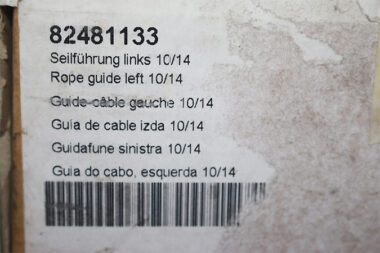 82481133
Seilführung links 10/14
Rope guide left 10/14
Guide-câble gauche 10/14
Guía de cable izda 10/14
Guidafune sinistra 10/14
Guia do cabo, esquerda 10/14